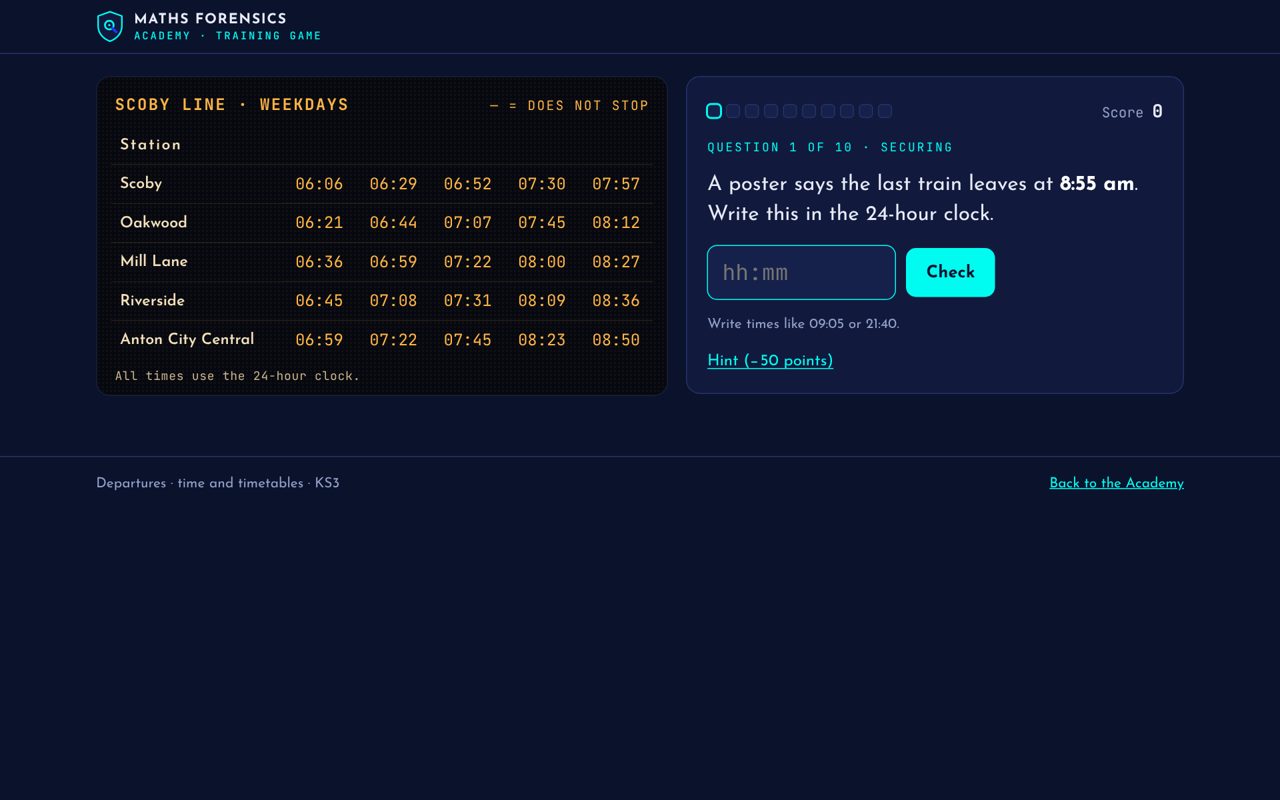 MATHS FORENSICS
ACADEMY · TRAINING GAME
SCOBY LINE · WEEKDAYS — = DOES NOT STOP
Station
Scoby 06:06 06:29 06:52 07:30 07:57
Oakwood 06:21 06:44 07:07 07:45 08:12
Mill Lane 06:36 06:59 07:22 08:00 08:27
Riverside 06:45 07:08 07:31 08:09 08:36
Anton City Central 06:59 07:22 07:45 08:23 08:50
All times use the 24-hour clock.
Score 0
QUESTION 1 OF 10 · SECURING
A poster says the last train leaves at 8:55 am.
Write this in the 24-hour clock.
hh:mm Check
Write times like 09:05 or 21:40.
Hint (−50 points)
Departures · time and timetables · KS3 Back to the Academy